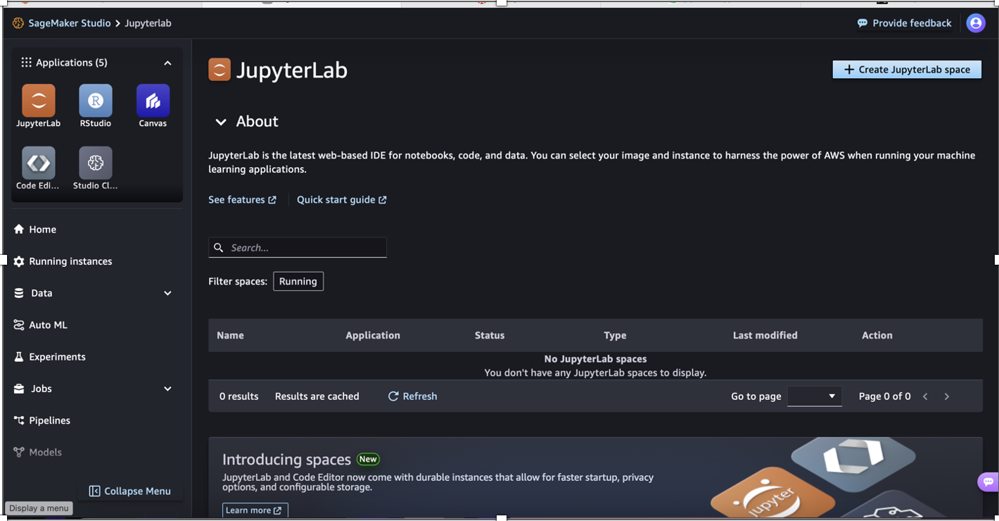 SageMaker Studio > Jupyterlab
Provide feedback
Applications (5)
JupyterLab
RStudio
Canvas
Code Edi...
Studio Cl...
Home
Running instances
Data
Auto ML
Experiments
Jobs
Pipelines
Models
Collapse Menu
Display a menu
JupyterLab
+ Create JupyterLab space
About
JupyterLab is the latest web-based IDE for notebooks, code, and data. You can select your image and instance to harness the power of AWS when running your machine
learning applications.
See features
Quick start guide
Search...
Filter spaces: Running
Name Application Status Type Last modified Action
No JupyterLab spaces
You don't have any JupyterLab spaces to display.
0 results Results are cached Refresh Go to page Page 0 of 0
Introducing spaces New
JupyterLab and Code Editor now come with durable instances that allow for faster startup, privacy
options, and configurable storage.
Learn more
jupyter